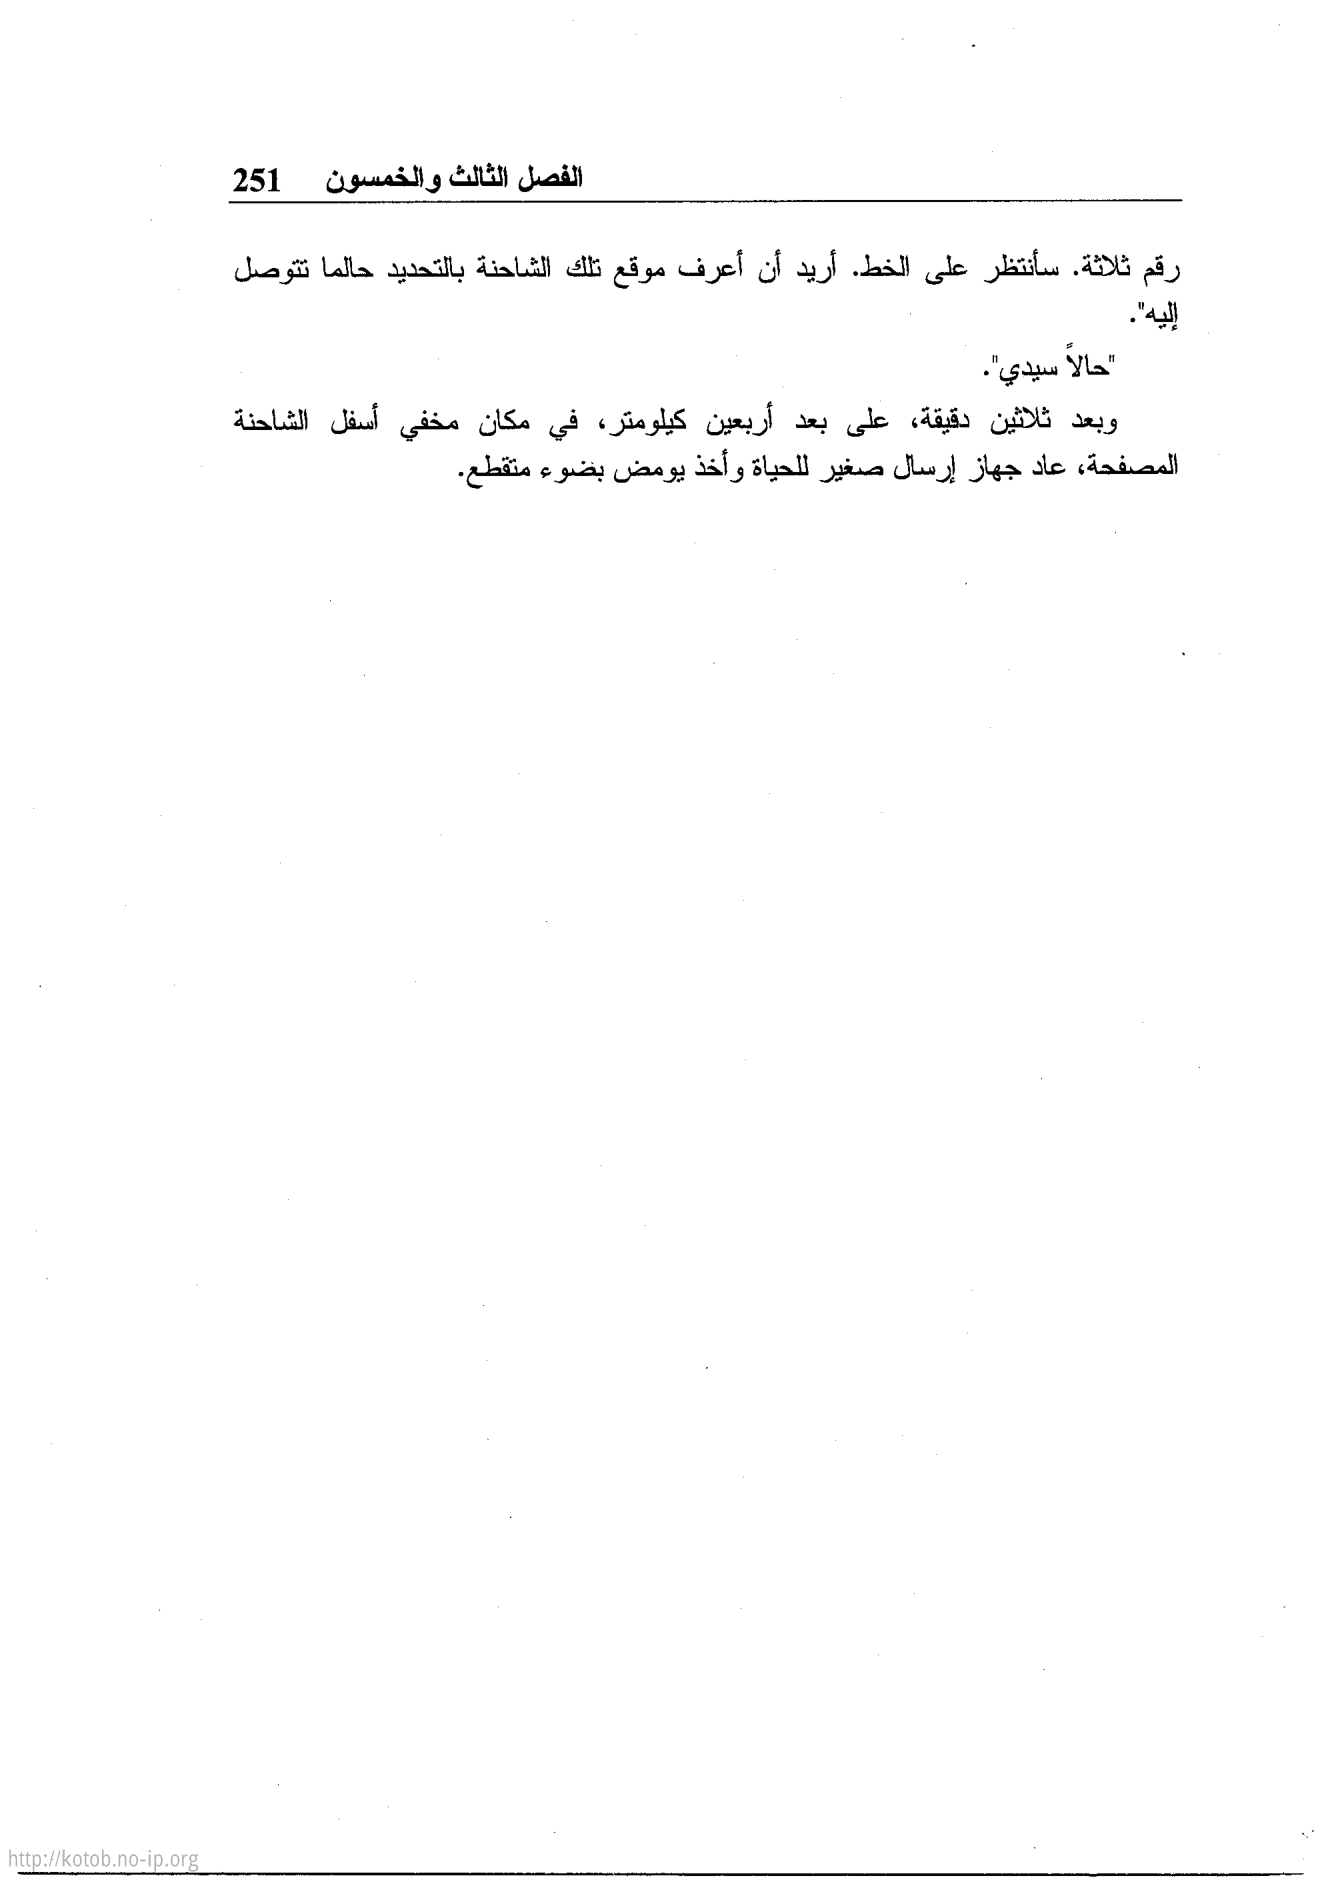 الفصل الثالث والخمسون 251
رقم ثلاثة. سأنتظر على الخط. أريد أن أعرف موقع تلك الشاحنة بالتحديد حالما تتوصل
إليه".
"حالاً سيدي".
وبعد ثلاثين دقيقة، على بعد أربعين كيلومتر، في مكان مخفي أسفل الشاحنة
المصفحة، عاد جهاز إرسال صغير للحياة وأخذ يومض بضوء متقطع.
http://kotob.no-ip.org